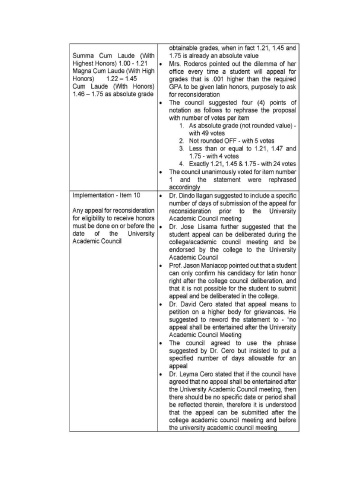 obtainable grades, when in fact 1.21, 1.45 and
1.75 is already an absolute value
Summa Cum Laude (With
Highest Honors) 1.00 - 1.21
Magna Cum Laude (With High
Honors) 1.22 – 1.45
Cum Laude (With Honors)
1.46 – 1.75 as absolute grade
• Mrs. Roderos pointed out the dilemma of her
office every time a student will appeal for
grades that is .001 higher than the required
GPA to be given latin honors, purposely to ask
for reconsideration
• The council suggested four (4) points of
notation as follows to rephrase the proposal
with number of votes per item
1. As absolute grade (not rounded value) -
with 49 votes
2. Not rounded OFF - with 5 votes
3. Less than or equal to 1.21, 1.47 and
1.75 - with 4 votes
4. Exactly 1.21, 1.45 & 1.75 - with 24 votes
• The council unanimously voted for item number
1 and the statement were rephrased
accordingly
Implementation - Item 10
Any appeal for reconsideration
for eligibility to receive honors
must be done on or before the
date of the University
Academic Council
• Dr. Dindo Ilagan suggested to include a specific
number of days of submission of the appeal for
reconsideration prior to the University
Academic Council meeting
• Dr. Jose Lisama further suggested that the
student appeal can be deliberated during the
college/academic council meeting and be
endorsed by the college to the University
Academic Council
• Prof. Jason Maniacop pointed out that a student
can only confirm his candidacy for latin honor
right after the college council deliberation, and
that it is not possible for the student to submit
appeal and be deliberated in the college.
• Dr. David Cero stated that appeal means to
petition on a higher body for grievances. He
suggested to reword the statement to - "no
appeal shall be entertained after the University
Academic Council Meeting
• The council agreed to use the phrase
suggested by Dr. Cero but insisted to put a
specified number of days allowable for an
appeal
• Dr. Leyma Cero stated that if the council have
agreed that no appeal shall be entertained after
the University Academic Council meeting, then
there should be no specific date or period shall
be reflected therein, therefore it is understood
that the appeal can be submitted after the
college academic council meeting and before
the university academic council meeting